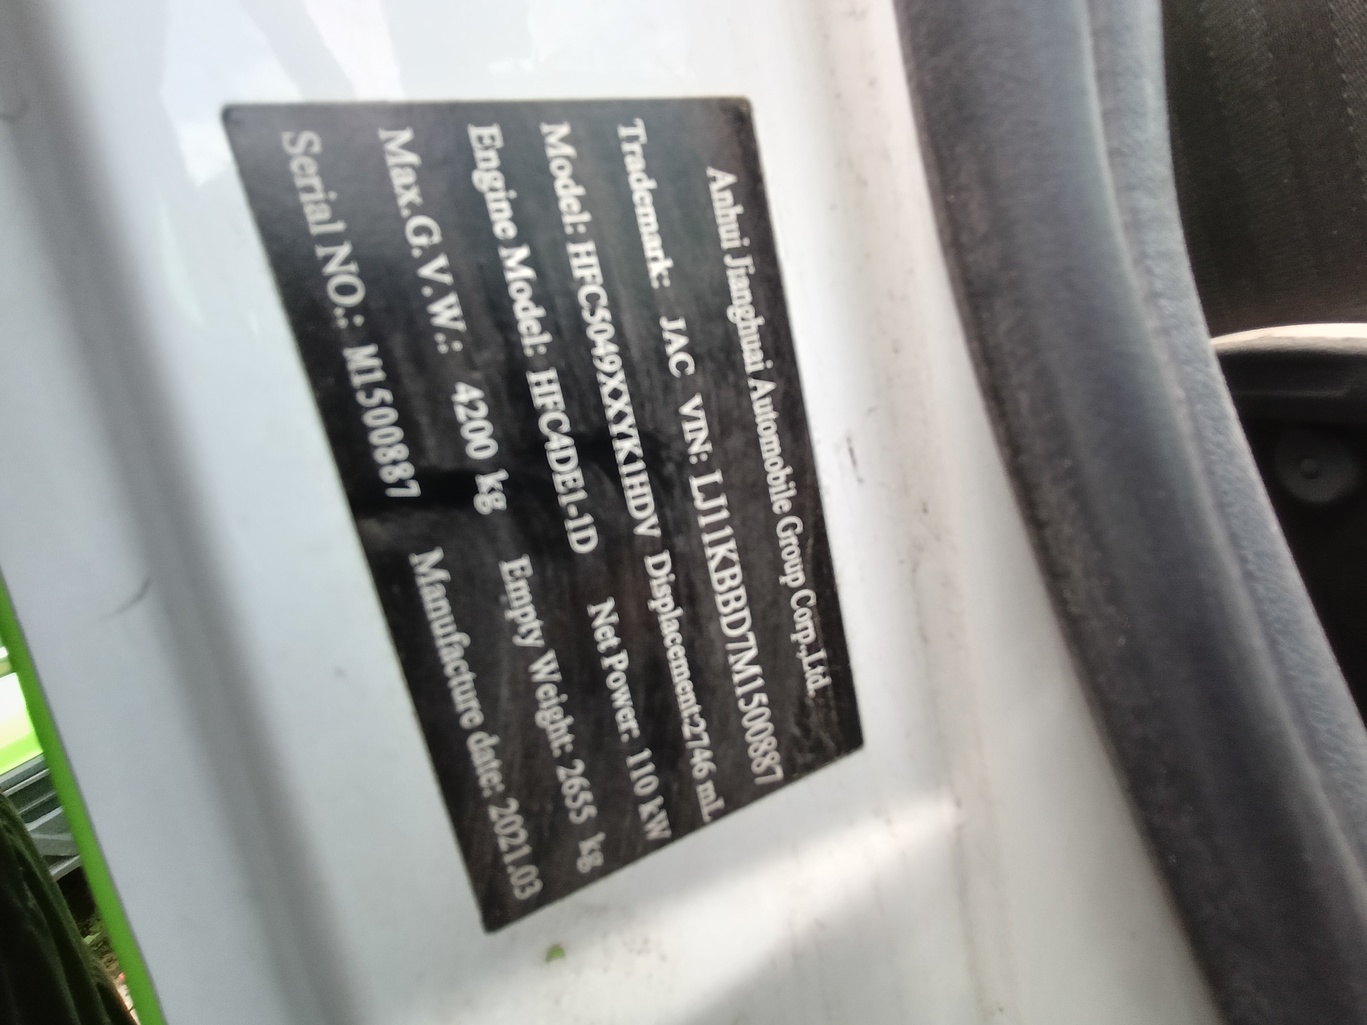 Anhui Jianghuai Automobile Group Corp.,Ltd.
Trademark: JAC VIN: LJ11KBBD7M1500887
Model: HFC5049XXYK1HDV Displacement:2746 mL
Engine Model: HFC4DE1-1D Net Power: 110 kW
Max.G.V.W.: 4200 kg Empty Weight: 2655 kg
Serial NO.: M1500887 Manufacture date: 2021.03